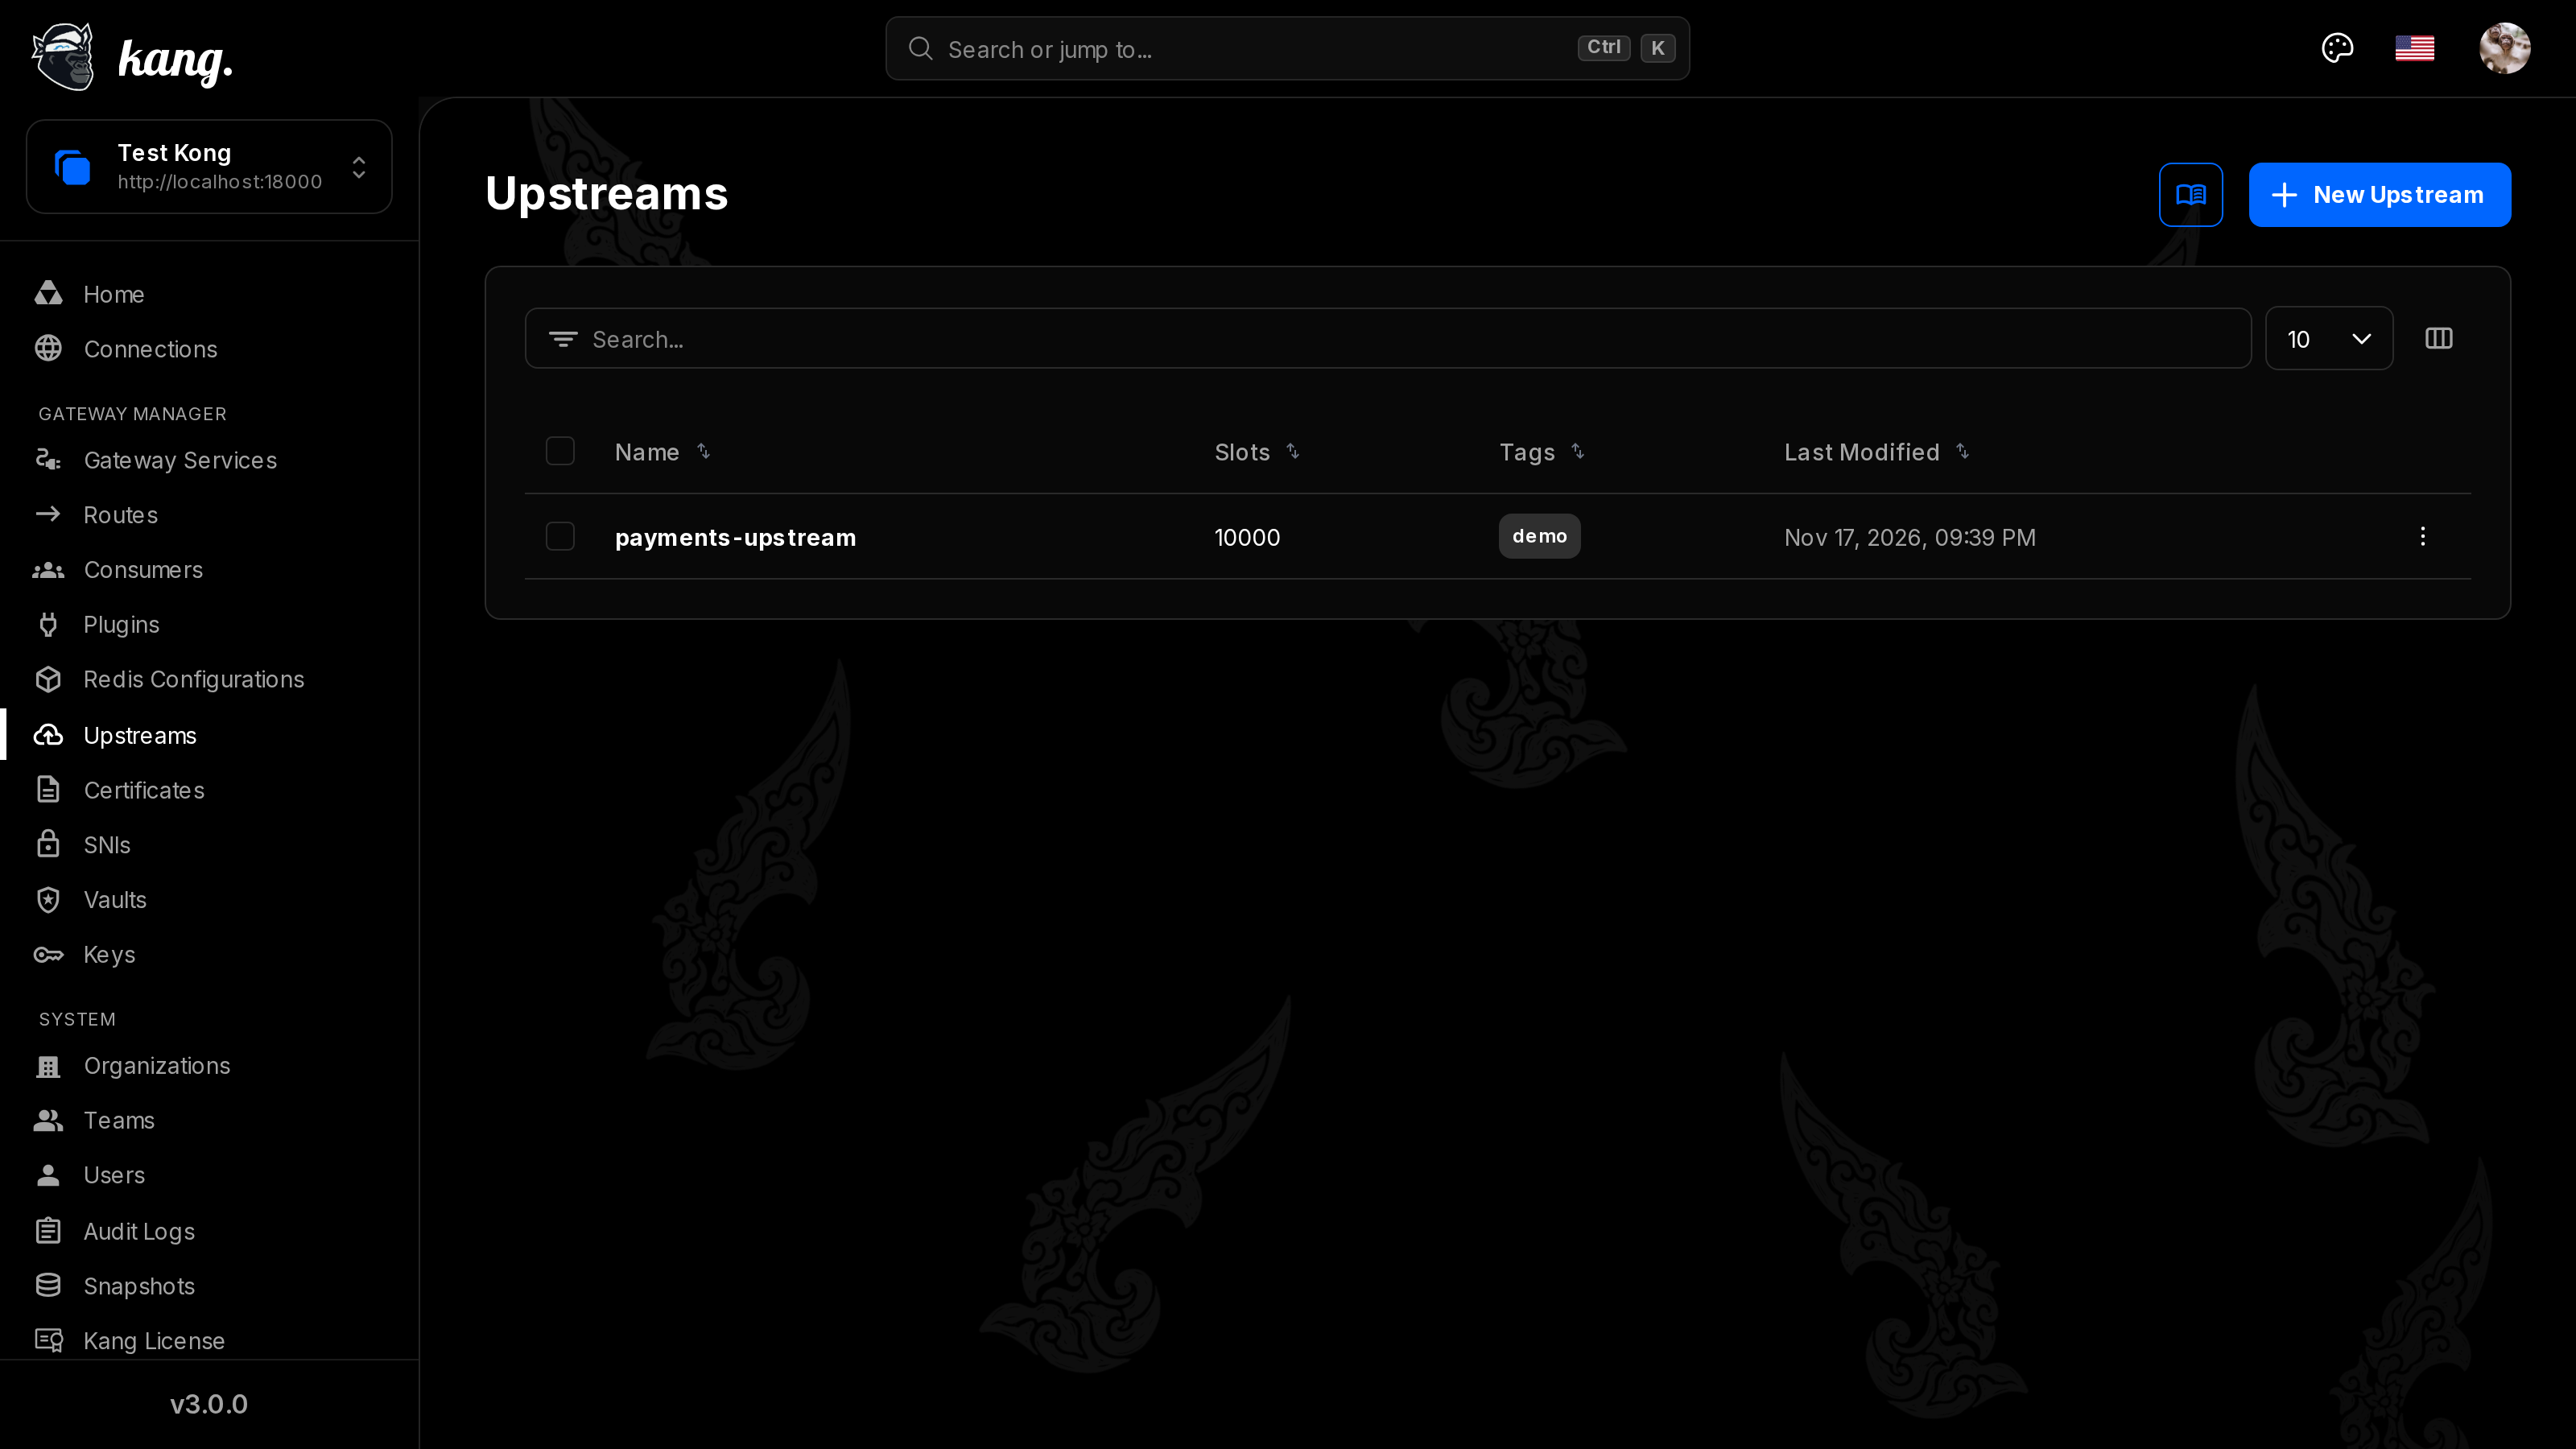 kang.
Search or jump to...
Ctrl K
Test Kong
http://localhost:18000
Home
Connections
GATEWAY MANAGER
Gateway Services
Routes
Consumers
Plugins
Redis Configurations
Upstreams
Certificates
SNIs
Vaults
Keys
SYSTEM
Organizations
Teams
Users
Audit Logs
Snapshots
Kang License
v3.0.0
Upstreams
New Upstream
Search...
10
Name Slots Tags Last Modified
payments-upstream 10000 demo Nov 17, 2026, 09:39 PM